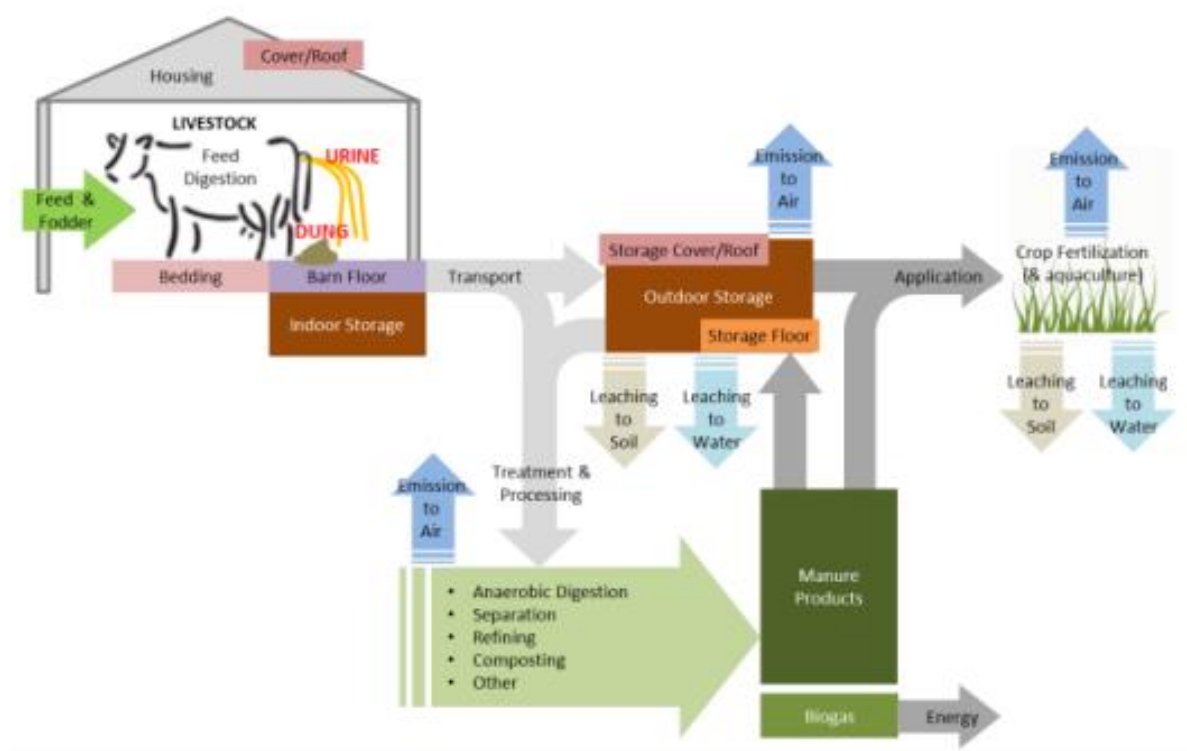 Cover/Roof
Housing
LIVESTOCK
Feed
Digestion
URINE
Feed &
Fodder
DUNG
Bedding
Barn Floor
Indoor Storage
Transport
Storage Cover/Roof
Outdoor Storage
Storage Floor
Emission
to
Air
Application
Emission
to
Air
Crop Fertilization
(& aquaculture)
Leaching
to
Soil
Leaching
to
Water
Leaching
to
Soil
Leaching
to
Water
Treatment &
Processing
Emission
to
Air
• Anaerobic Digestion
• Separation
• Refining
• Composting
• Other
Manure
Products
Biogas
Energy